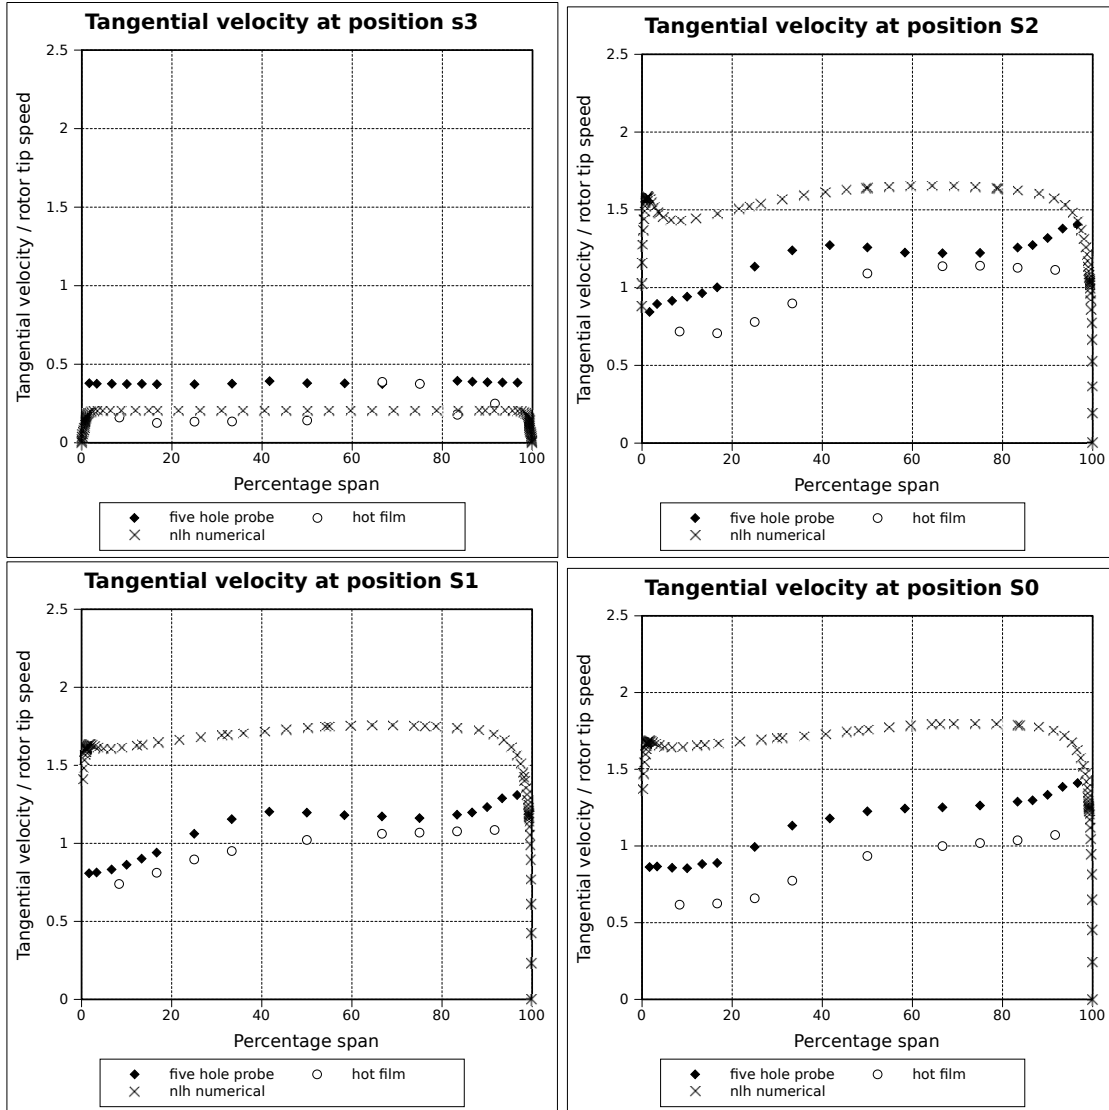 Tangential velocity at position s3
Tangential velocity / rotor tip speed
2.5
2
1.5
1
0.5
0
0 20 40 60 80 100
Percentage span
five hole probe hot film
nlh numerical
Tangential velocity at position S2
Tangential velocity / rotor tip speed
2.5
2
1.5
1
0.5
0
0 20 40 60 80 100
Percentage span
five hole probe hot film
nlh numerical
Tangential velocity at position S1
Tangential velocity / rotor tip speed
2.5
2
1.5
1
0.5
0
0 20 40 60 80 100
Percentage span
five hole probe hot film
nlh numerical
Tangential velocity at position S0
Tangential velocity / rotor tip speed
2.5
2
1.5
1
0.5
0
0 20 40 60 80 100
Percentage span
five hole probe hot film
nlh numerical